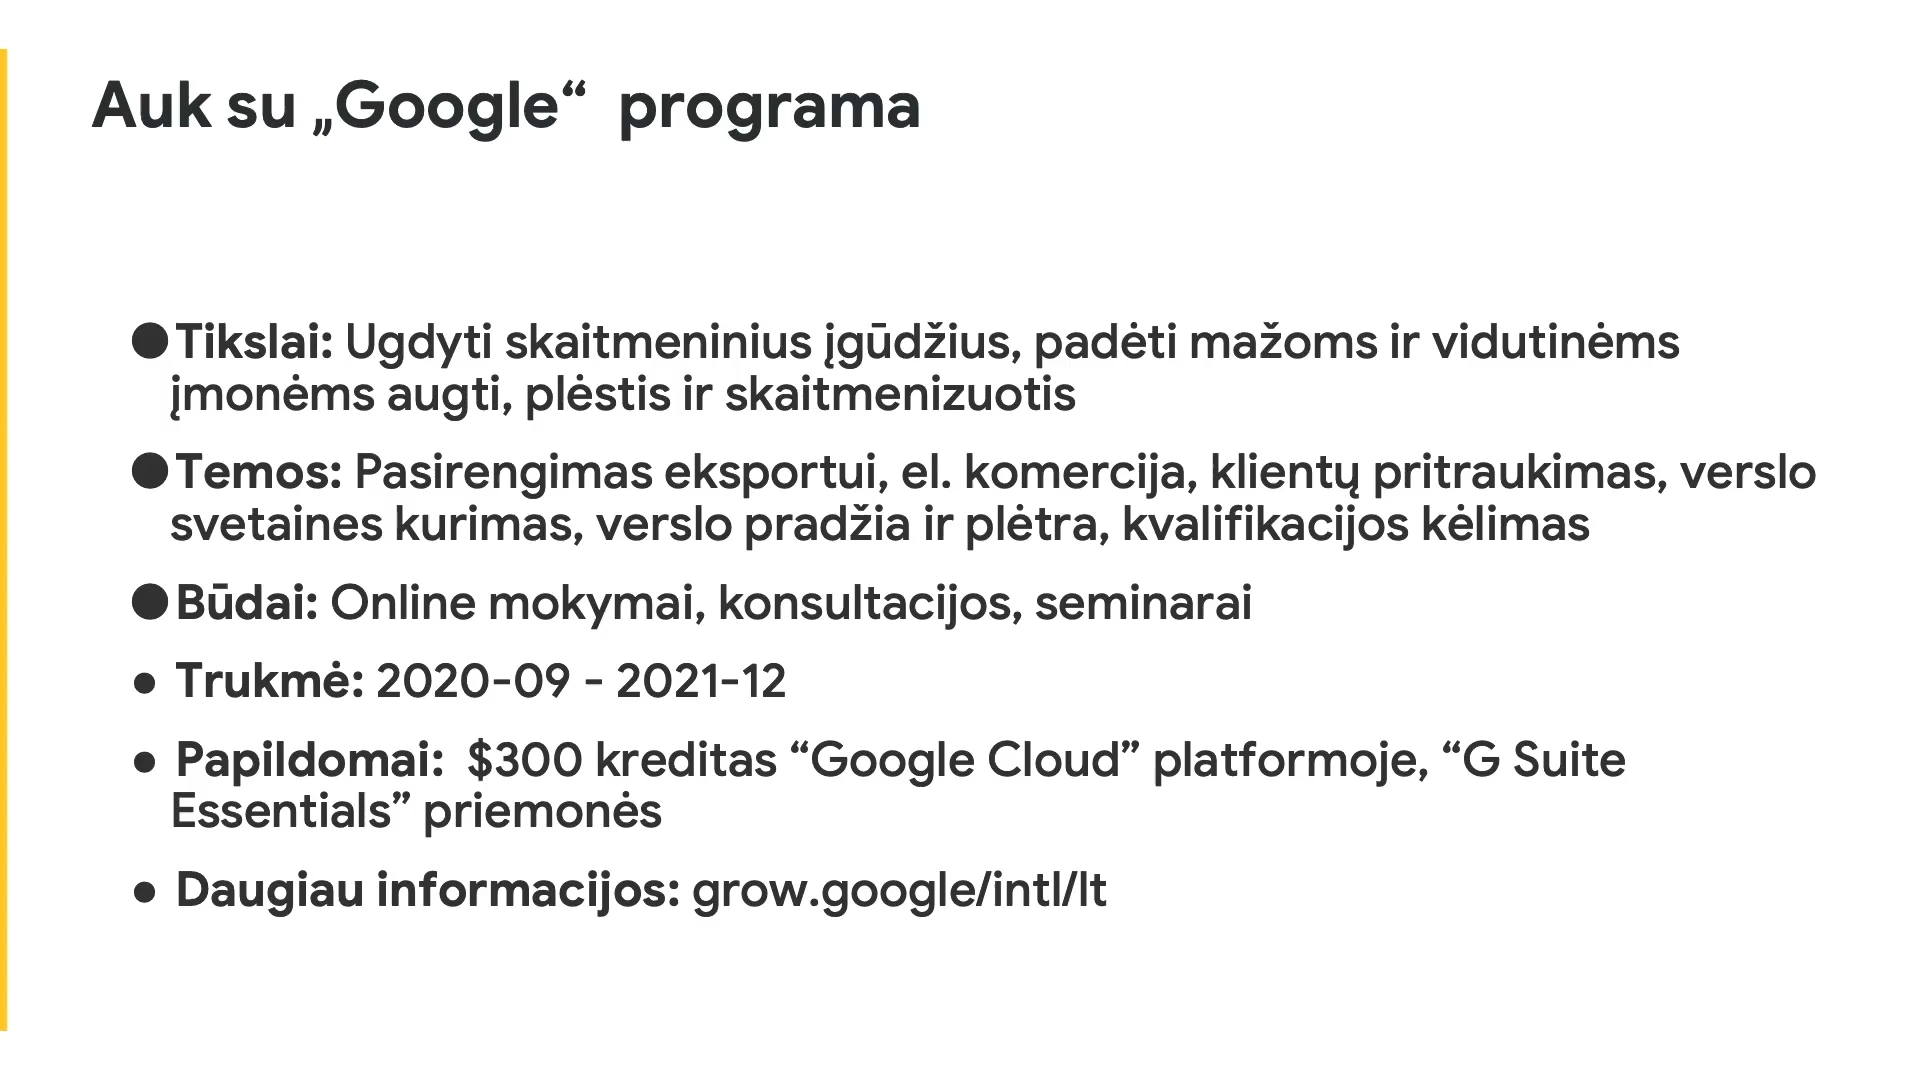 Auk su „Google“  programa
●Tikslai: Ugdyti skaitmeninius įgūdžius, padėti mažoms ir vidutinėms
įmonėms augti, plėstis ir skaitmenizuotis
●Temos: Pasirengimas eksportui, el. komercija, klientų pritraukimas, verslo
svetaines kurimas, verslo pradžia ir plėtra, kvalifikacijos kėlimas
●Būdai: Online mokymai, konsultacijos, seminarai
● Trukmė: 2020-09 - 2021-12
● Papildomai:  $300 kreditas “Google Cloud” platformoje, “G Suite
Essentials” priemonės
● Daugiau informacijos: grow.google/intl/lt